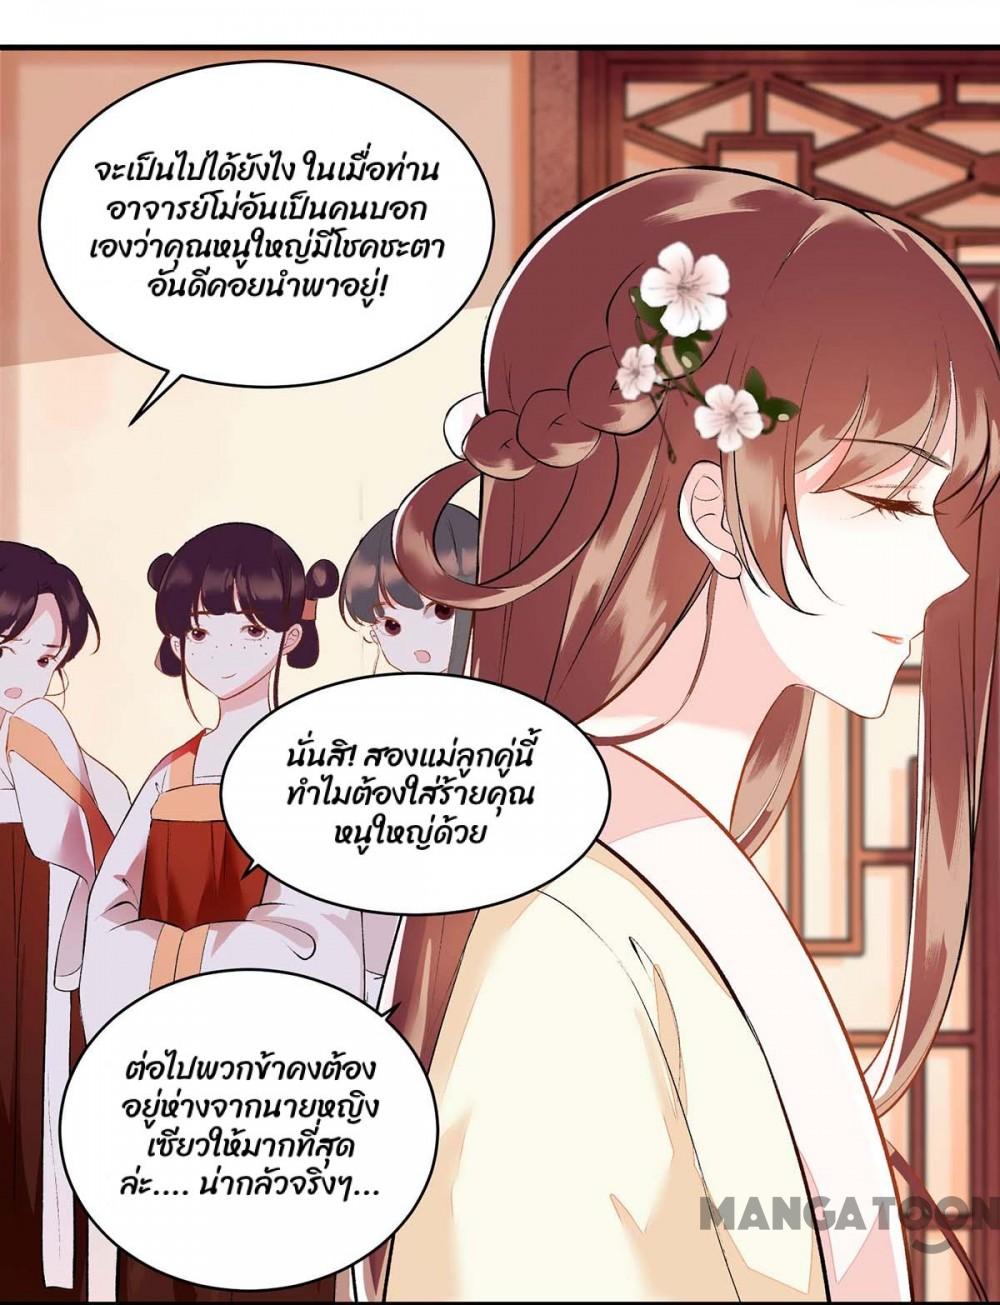 จะเป็นไปได้ยังไง ในเมื่อท่าน
อาจารย์โม่อันเป็นคนบอก
เองว่าคุณหนูใหญ่มีโชคชะตา
อันดีคอยนำพาอยู่!
นั่นสิ! สองแม่ลูกคู่นี้
ทำไมต้องใส่ร้ายคุณ
หนูใหญ่ด้วย
ต่อไปพวกข้าคงต้อง
อยู่ห่างจากนายหญิง
เซียวให้มากที่สุด
ล่ะ.... น่ากลัวจริงๆ...
MANGATOON